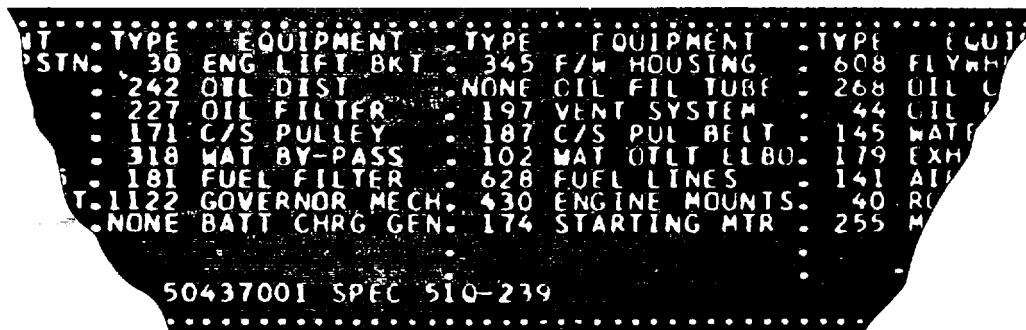 TYPE EQUIPMENT . TYPE EQUIPMENT . TYPE
PSTN. 30 ENG LIFT BKT . 345 F/W HOUSING . 608
. 242 OIL DIST .NONE OIL FIL TUBE . 268 OIL
. 227 OIL FILTER . 197 VENT SYSTEM . 44 OIL
. 171 C/S PULLEY . 187 C/S PUL BELT . 145
. 318 WAT BY-PASS . 102 WAT OTLT ELBO. 179
. 181 FUEL FILTER . 628 FUEL LINES . 141
T.1122 GOVERNOR MECH. 430 ENGINE MOUNTS. 40
.NONE BATT CHRG GEN. 174 STARTING MTR . 255
5043700I SPEC 510-239